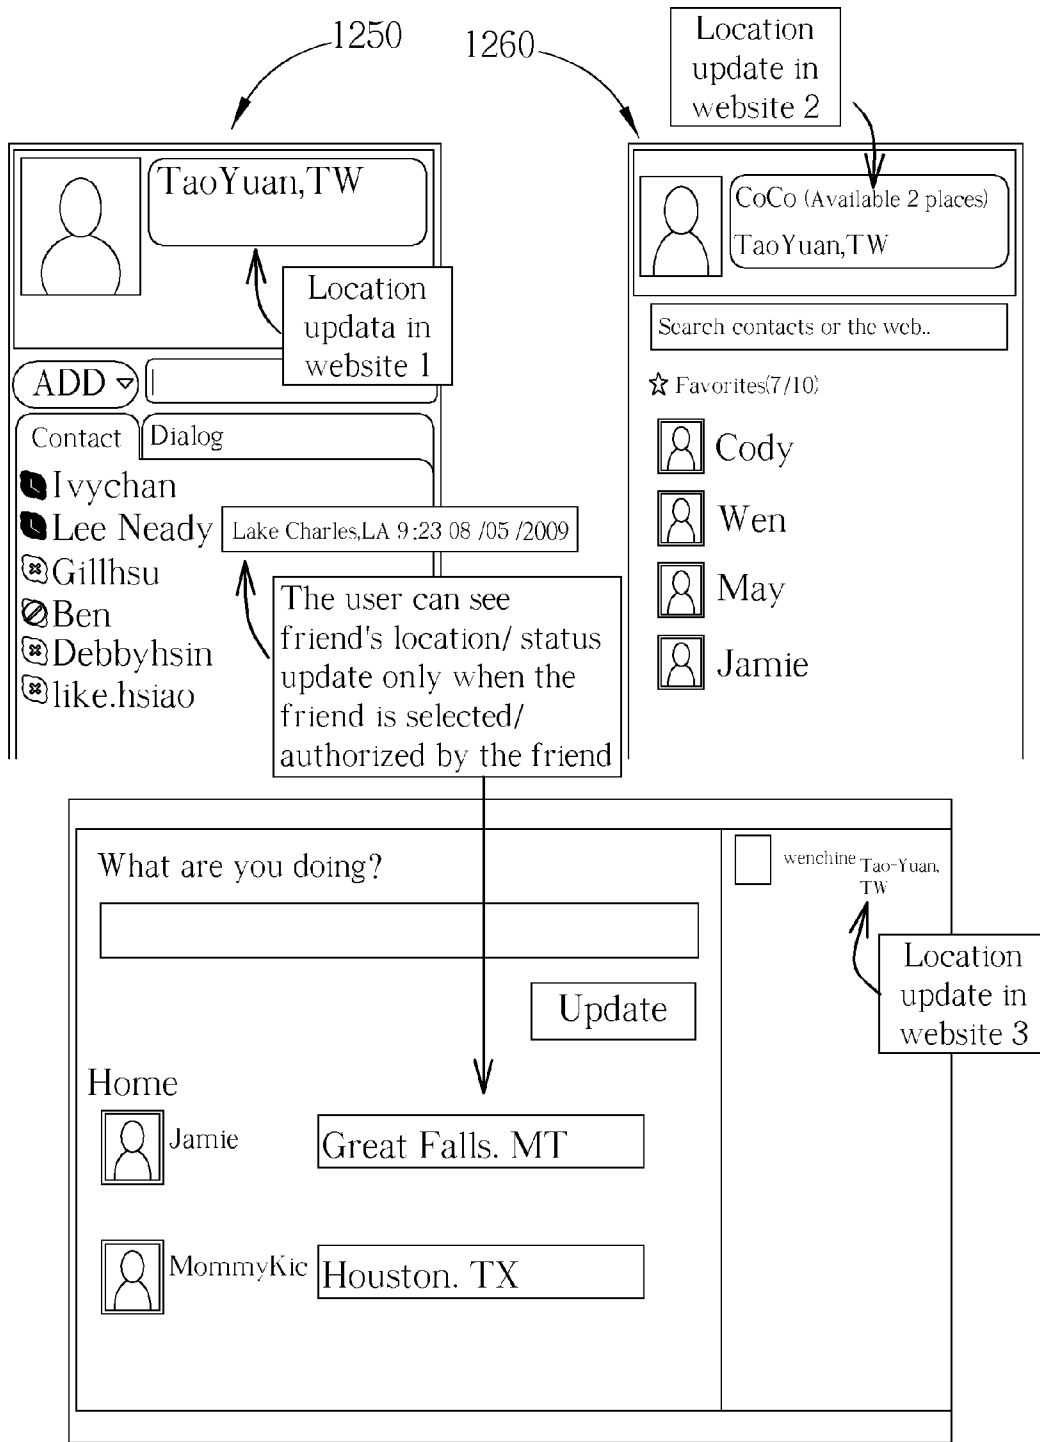 1250
1260
Location
update in
website 2
TaoYuan,TW
Location
updata in
website 1
ADD
Contact
Dialog
Ivychan
Lee Neady
Lake Charles,LA 9:23 08 /05 /2009
Gillhsu
Ben
Debbyhsin
like.hsiao
The user can see
friend's location/ status
update only when the
friend is selected/
authorized by the friend
CoCo (Available 2 places)
TaoYuan,TW
Search contacts or the web..
Favorites(7/10)
Cody
Wen
May
Jamie
What are you doing?
Update
Home
Jamie
Great Falls. MT
MommyKic
Houston. TX
wenchine
Tao-Yuan,
TW
Location
update in
website 3